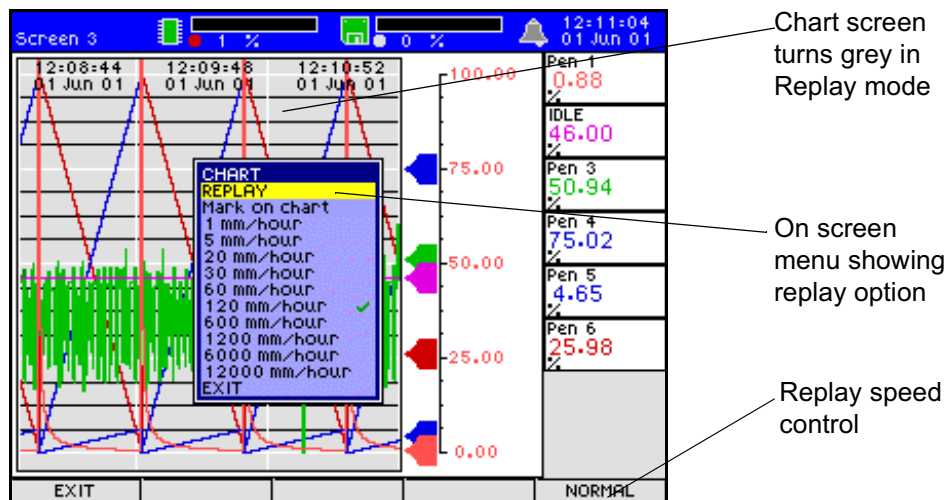 Screen 3
1 %
0 %
12:11:04
01 Jun 01
12:08:44
01 Jun 01
12:09:48
01 Jun 01
12:10:52
01 Jun 01
CHART
REPLAY
Mark on chart
1 mm/hour
5 mm/hour
20 mm/hour
30 mm/hour
60 mm/hour
120 mm/hour ✓
600 mm/hour
1200 mm/hour
6000 mm/hour
12000 mm/hour
EXIT
100.00
75.00
50.00
25.00
0.00
Pen 1
0.88
%
IDLE
46.00
%
Pen 3
50.94
%
Pen 4
75.02
%
Pen 5
4.65
%
Pen 6
25.98
%
EXIT
NORMAL
Chart screen
turns grey in
Replay mode
On screen
menu showing
replay option
Replay speed
control